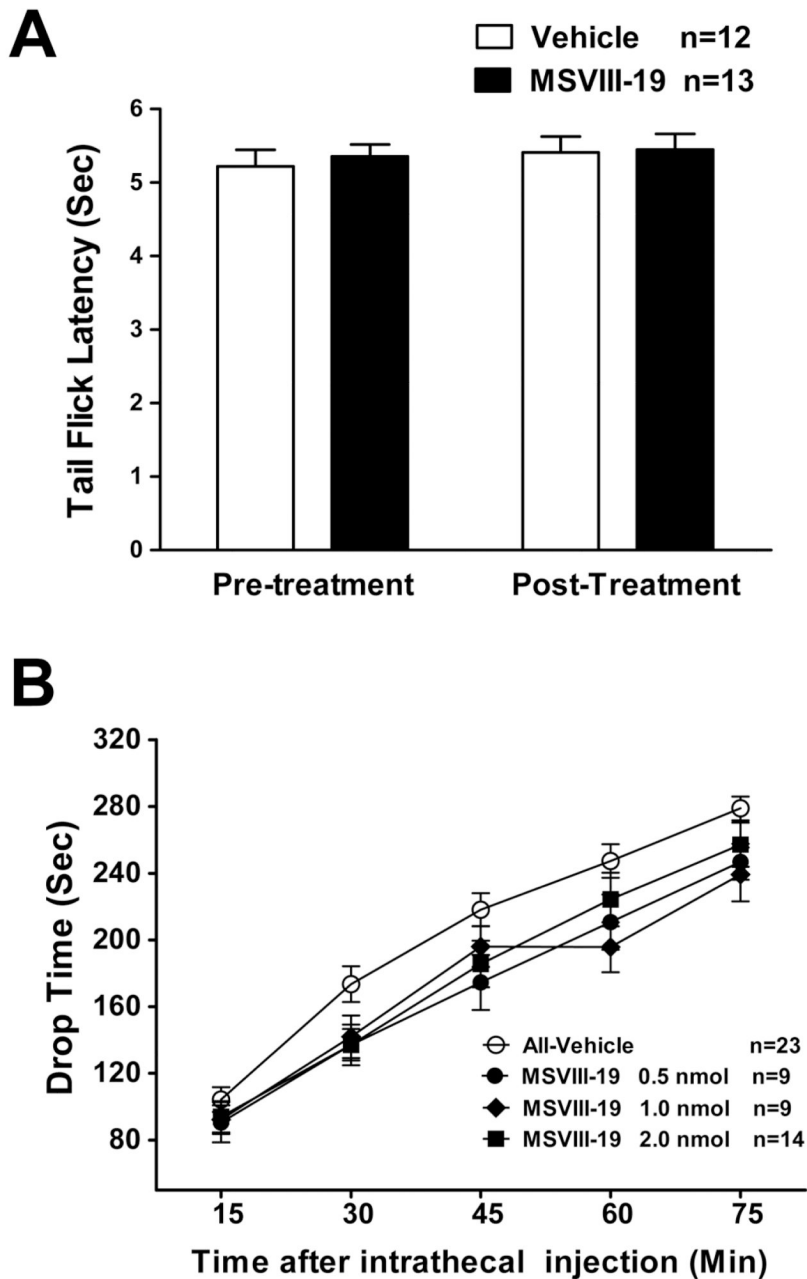 A
Vehicle n=12
MSVIII-19 n=13
Tail Flick Latency (Sec)
6
5
4
3
2
1
0
Pre-treatment Post-Treatment
B
Drop Time (Sec)
320
280
240
200
160
120
80
All-Vehicle n=23
MSVIII-19 0.5 nmol n=9
MSVIII-19 1.0 nmol n=9
MSVIII-19 2.0 nmol n=14
15 30 45 60 75
Time after intrathecal injection (Min)